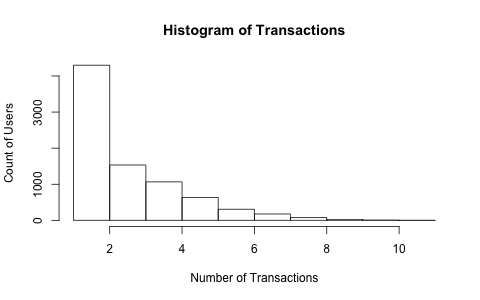 Histogram of Transactions
Count of Users
3000
1000
0
2 4 6 8 10
Number of Transactions